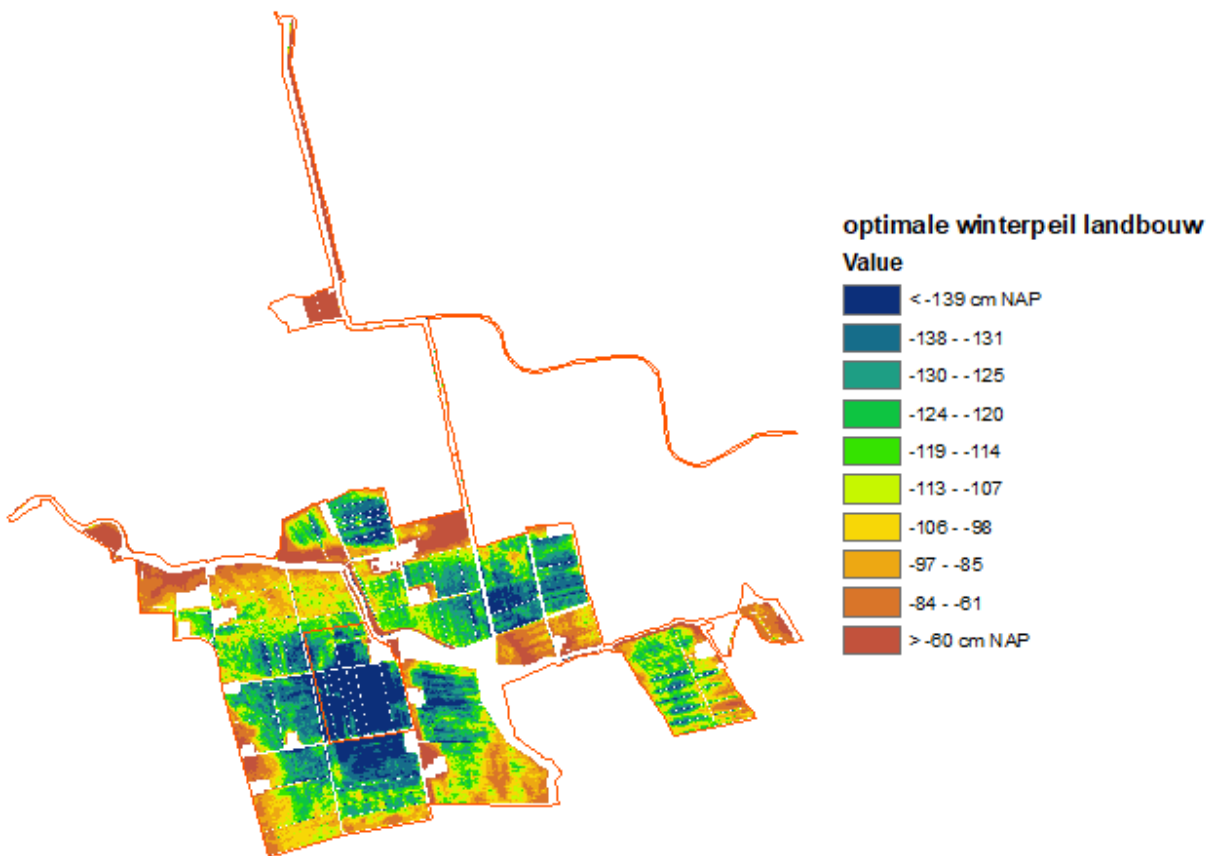 optimale winterpeil landbouw
Value
< -139 cm NAP
-138 - -131
-130 - -125
-124 - -120
-119 - -114
-113 - -107
-106 - -98
-97 - -85
-84 - -61
> -60 cm NAP